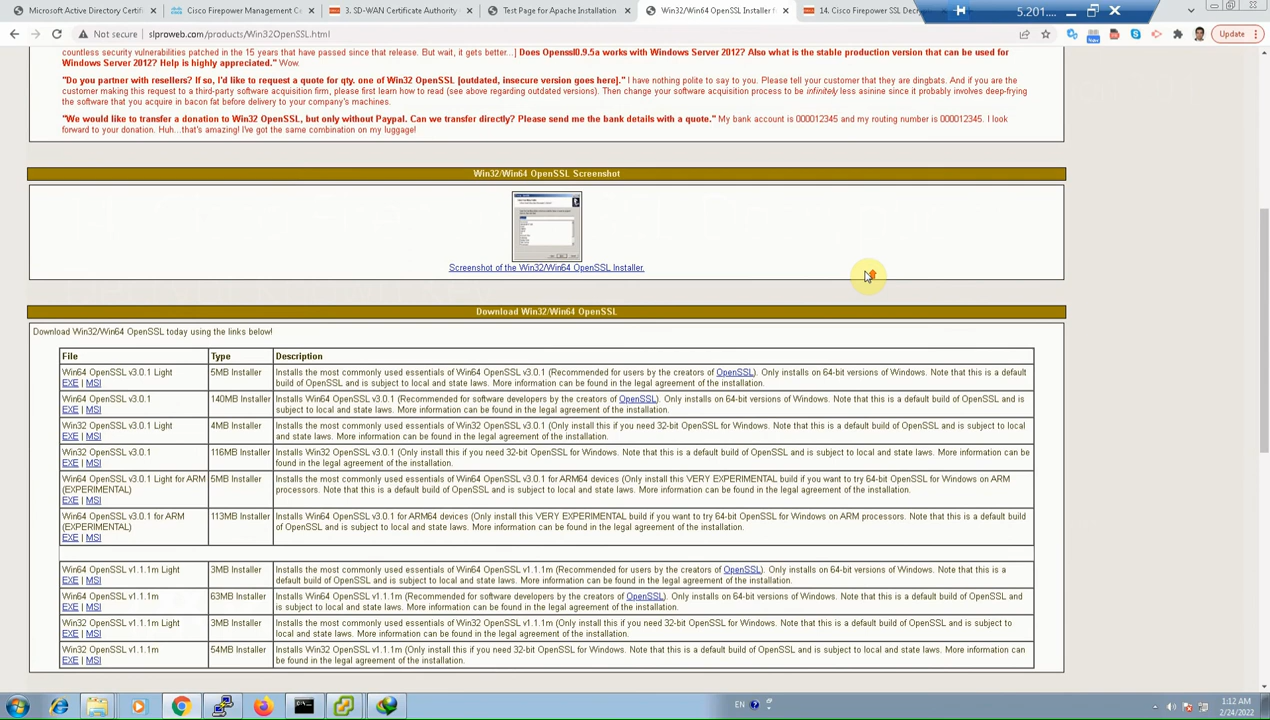 Microsoft Active Directory Certific
Cisco Firepower Management Ce
3. SD-WAN Certificate Authority
Test Page for Apache Installation
Win32/Win64 OpenSSL Installer f
14. Cisco Firepower SSL Dec
5.201....
Not secure | slproweb.com/products/Win32OpenSSL.html
Update
countless security vulnerabilities patched in the 15 years that have passed since that release. But wait, it gets better...] Does Openssl0.9.5a works with Windows Server 2012? Also what is the stable production version that can be used for
Windows Server 2012? Help is highly appreciated." Wow.
"Do you partner with resellers? If so, I'd like to request a quote for qty. one of Win32 OpenSSL [outdated, insecure version goes here]." I have nothing polite to say to you. Please tell your customer that they are dingbats. And if you are the
customer making this request to a third-party software acquisition firm, please first learn how to read (see above regarding outdated versions). Then change your software acquisition process to be infinitely less asinine since it probably involves deep-frying
the software that you acquire in bacon fat before delivery to your company's machines.
"We would like to transfer a donation to Win32 OpenSSL, but only without Paypal. Can we transfer directly? Please send me the bank details with a quote." My bank account is 000012345 and my routing number is 000012345. I look
forward to your donation. Huh...that's amazing! I've got the same combination on my luggage!
Win32/Win64 OpenSSL Screenshot
Screenshot of the Win32/Win64 OpenSSL Installer.
Download Win32/Win64 OpenSSL
Download Win32/Win64 OpenSSL today using the links below!
File Type Description
Win64 OpenSSL v3.0.1 Light 5MB Installer Installs the most commonly used essentials of Win64 OpenSSL v3.0.1 (Recommended for users by the creators of OpenSSL). Only installs on 64-bit versions of Windows. Note that this is a default
EXE | MSI build of OpenSSL and is subject to local and state laws. More information can be found in the legal agreement of the installation.
Win64 OpenSSL v3.0.1 140MB Installer Installs Win64 OpenSSL v3.0.1 (Recommended for software developers by the creators of OpenSSL). Only installs on 64-bit versions of Windows. Note that this is a default build of OpenSSL and is
EXE | MSI subject to local and state laws. More information can be found in the legal agreement of the installation.
Win32 OpenSSL v3.0.1 Light 4MB Installer Installs the most commonly used essentials of Win32 OpenSSL v3.0.1 (Only install this if you need 32-bit OpenSSL for Windows. Note that this is a default build of OpenSSL and is subject to local
EXE | MSI and state laws. More information can be found in the legal agreement of the installation.
Win32 OpenSSL v3.0.1 116MB Installer Installs Win32 OpenSSL v3.0.1 (Only install this if you need 32-bit OpenSSL for Windows. Note that this is a default build of OpenSSL and is subject to local and state laws. More information can be
EXE | MSI found in the legal agreement of the installation.
Win64 OpenSSL v3.0.1 Light for ARM 5MB Installer Installs the most commonly used essentials of Win64 OpenSSL v3.0.1 for ARM64 devices (Only install this VERY EXPERIMENTAL build if you want to try 64-bit OpenSSL for Windows on ARM
(EXPERIMENTAL) processors. Note that this is a default build of OpenSSL and is subject to local and state laws. More information can be found in the legal agreement of the installation.
EXE | MSI
Win64 OpenSSL v3.0.1 for ARM 113MB Installer Installs Win64 OpenSSL v3.0.1 for ARM64 devices (Only install this VERY EXPERIMENTAL build if you want to try 64-bit OpenSSL for Windows on ARM processors. Note that this is a default build
(EXPERIMENTAL) of OpenSSL and is subject to local and state laws. More information can be found in the legal agreement of the installation.
EXE | MSI
Win64 OpenSSL v1.1.1m Light 3MB Installer Installs the most commonly used essentials of Win64 OpenSSL v1.1.1m (Recommended for users by the creators of OpenSSL). Only installs on 64-bit versions of Windows. Note that this is a
EXE | MSI default build of OpenSSL and is subject to local and state laws. More information can be found in the legal agreement of the installation.
Win64 OpenSSL v1.1.1m 63MB Installer Installs Win64 OpenSSL v1.1.1m (Recommended for software developers by the creators of OpenSSL). Only installs on 64-bit versions of Windows. Note that this is a default build of OpenSSL and
EXE | MSI is subject to local and state laws. More information can be found in the legal agreement of the installation.
Win32 OpenSSL v1.1.1m Light 3MB Installer Installs the most commonly used essentials of Win32 OpenSSL v1.1.1m (Only install this if you need 32-bit OpenSSL for Windows. Note that this is a default build of OpenSSL and is subject to
EXE | MSI local and state laws. More information can be found in the legal agreement of the installation.
Win32 OpenSSL v1.1.1m 54MB Installer Installs Win32 OpenSSL v1.1.1m (Only install this if you need 32-bit OpenSSL for Windows. Note that this is a default build of OpenSSL and is subject to local and state laws. More information can
EXE | MSI be found in the legal agreement of the installation.
EN
1:12 AM
2/24/2022